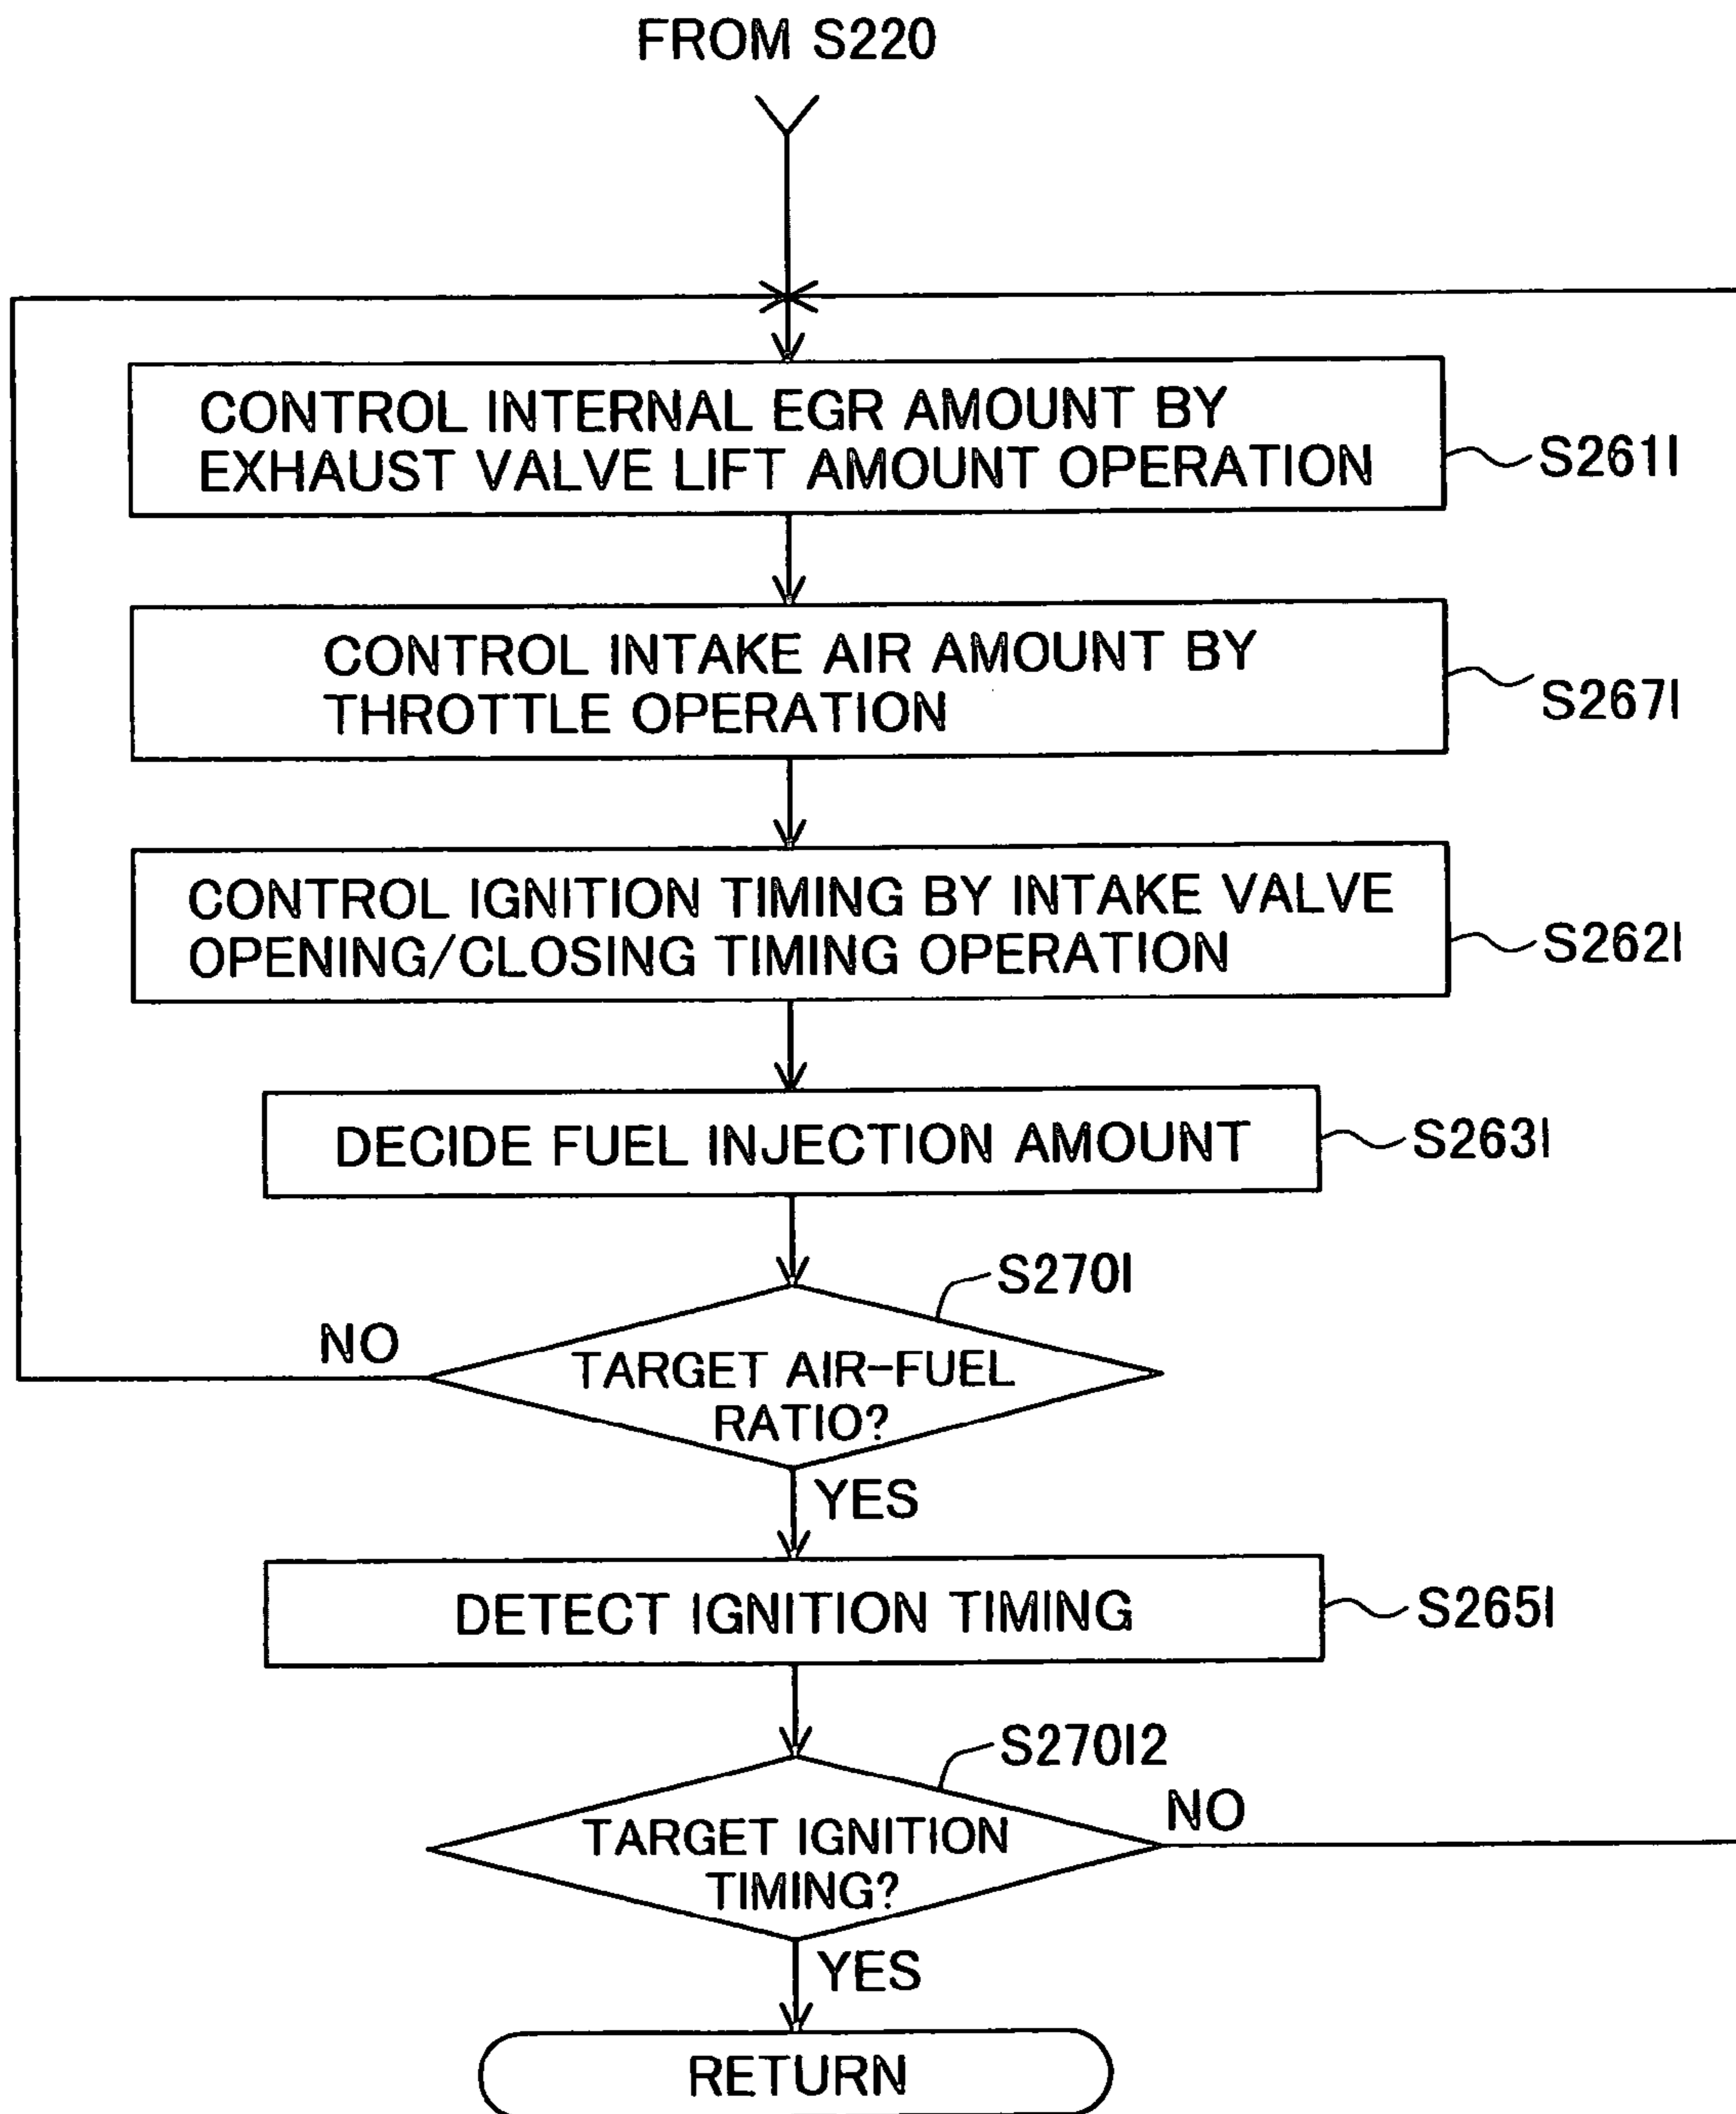 FROM S220
CONTROL INTERNAL EGR AMOUNT BY
EXHAUST VALVE LIFT AMOUNT OPERATION
S261I
CONTROL INTAKE AIR AMOUNT BY
THROTTLE OPERATION
S267I
CONTROL IGNITION TIMING BY INTAKE VALVE
OPENING/CLOSING TIMING OPERATION
S262I
DECIDE FUEL INJECTION AMOUNT
S263I
S270I
NO
TARGET AIR-FUEL
RATIO?
YES
DETECT IGNITION TIMING
S265I
S270I2
NO
TARGET IGNITION
TIMING?
YES
RETURN